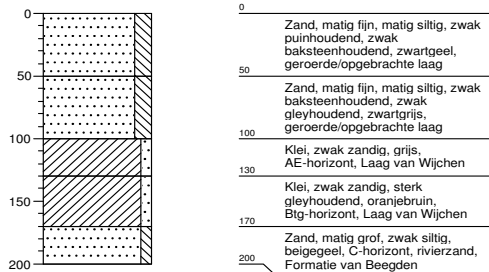 0
50
100
150
200
0
Zand, matig fijn, matig siltig, zwak
puinhoudend, zwak
baksteenhoudend, zwartgeel,
geroerde/opgebrachte laag
50
Zand, matig fijn, matig siltig, zwak
baksteenhoudend, zwak
gleyhoudend, zwartgrijs,
geroerde/opgebrachte laag
100
Klei, zwak zandig, grijs,
AE-horizont, Laag van Wijchen
130
Klei, zwak zandig, sterk
gleyhoudend, oranjebruin,
Btg-horizont, Laag van Wijchen
170
Zand, matig grof, zwak siltig,
beigegeel, C-horizont, rivierzand,
Formatie van Beegden
200